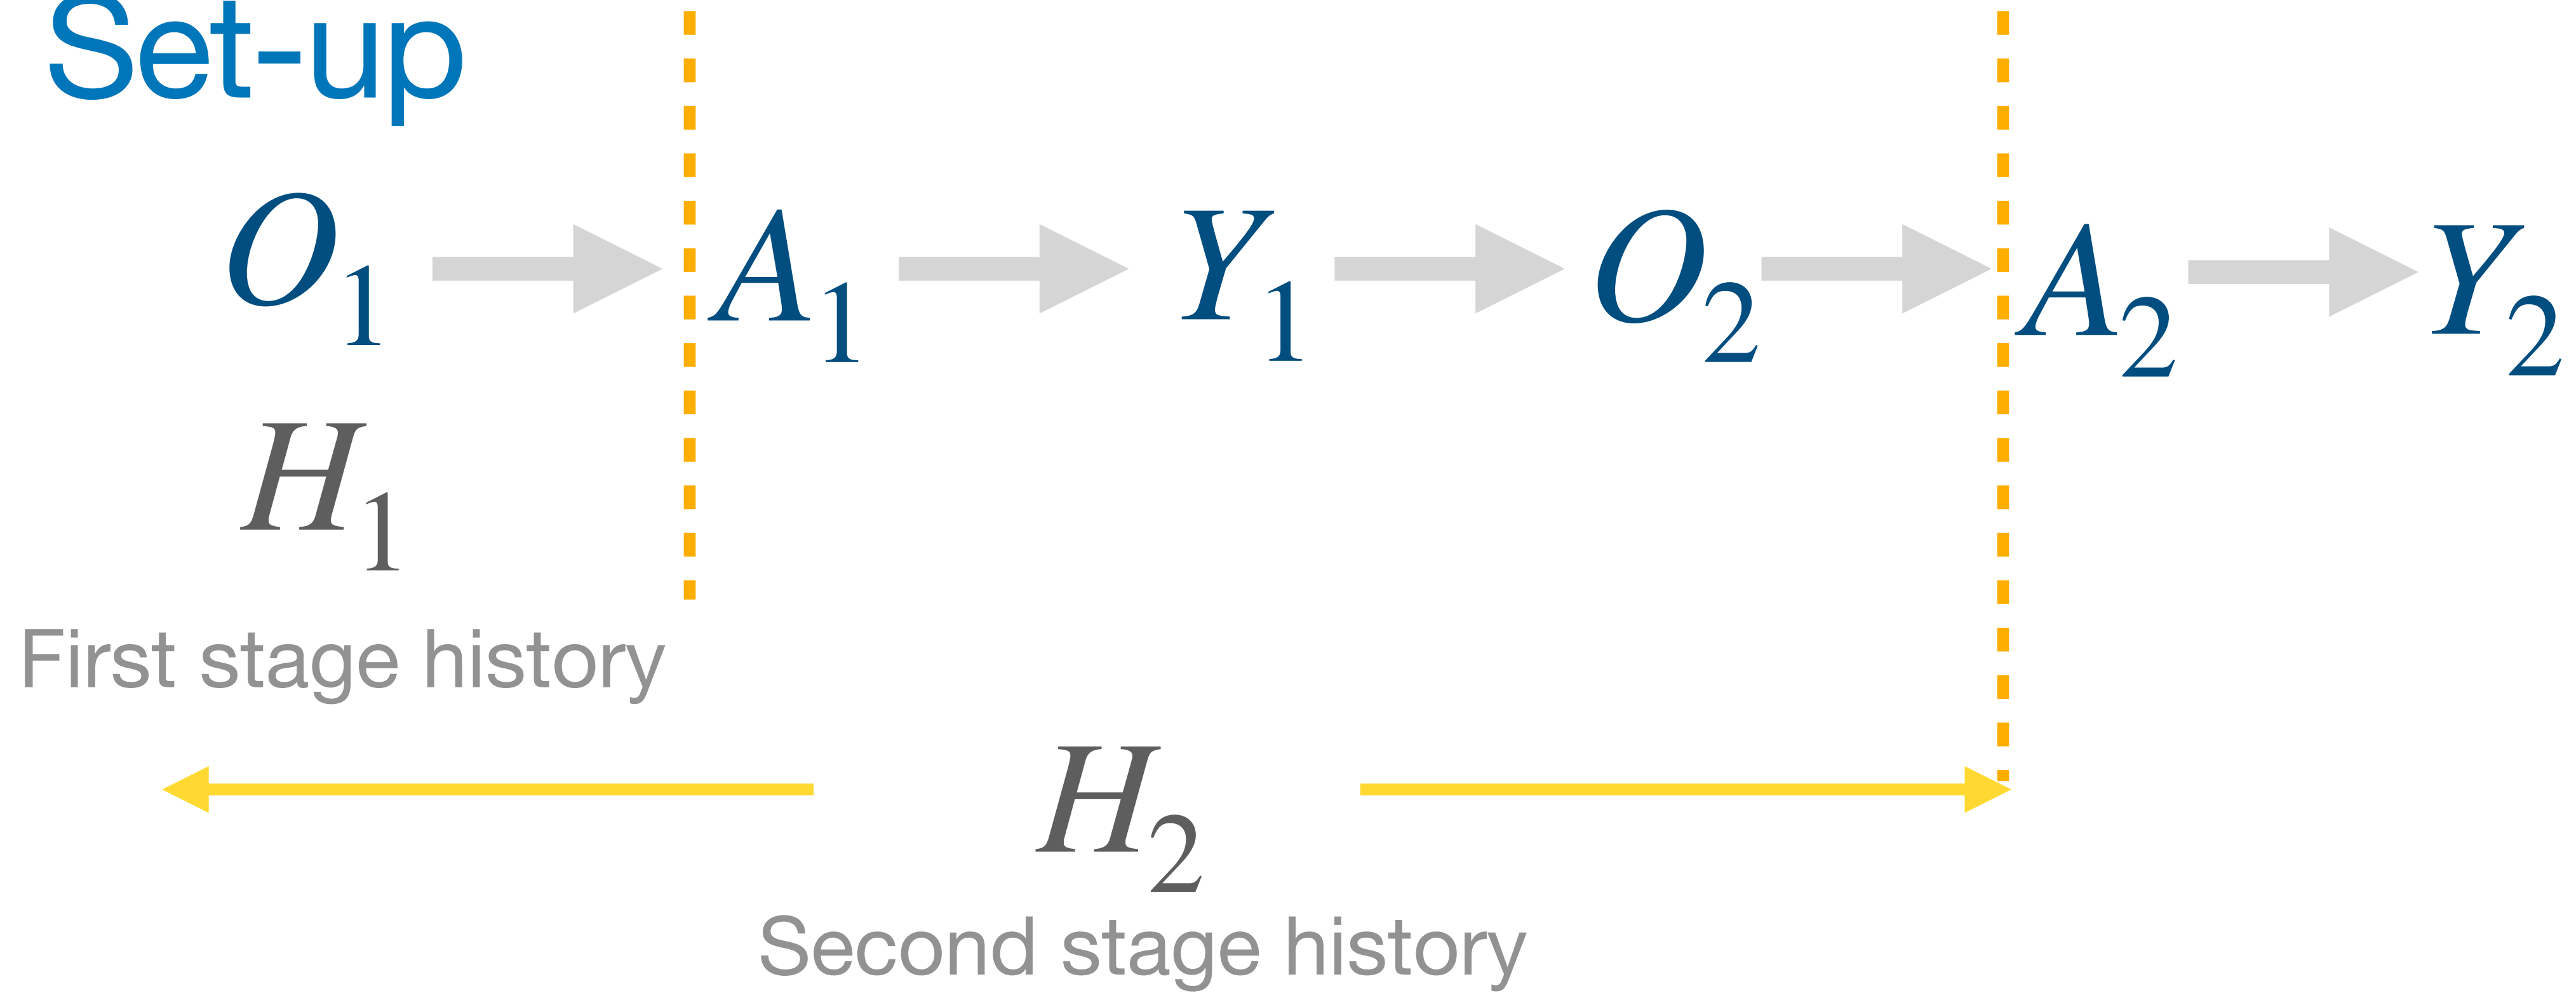 Set-up
O₁ A₁ Y₁ O₂ A₂ Y₂
H₁
First stage history
H₂
Second stage history